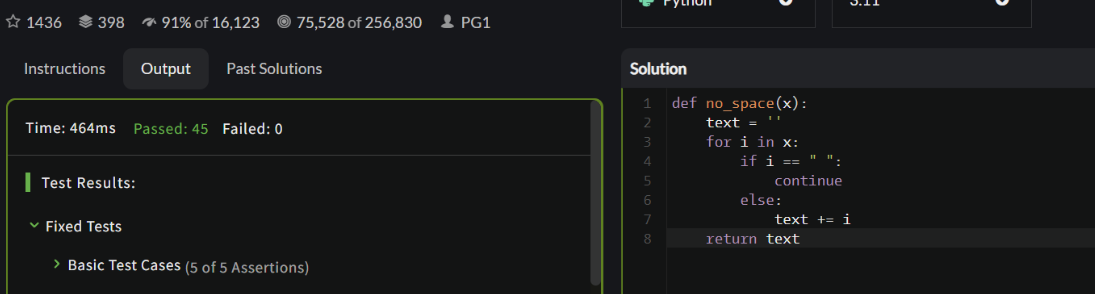 1436 398 91% of 16,123 75,528 of 256,830 PG1
Python 3.11
Instructions Output Past Solutions
Time: 464ms Passed: 45 Failed: 0
Test Results:
Fixed Tests
Basic Test Cases (5 of 5 Assertions)
Solution
1 def no_space(x):
2     text = ''
3     for i in x:
4         if i == " ":
5             continue
6         else:
7             text += i
8     return text